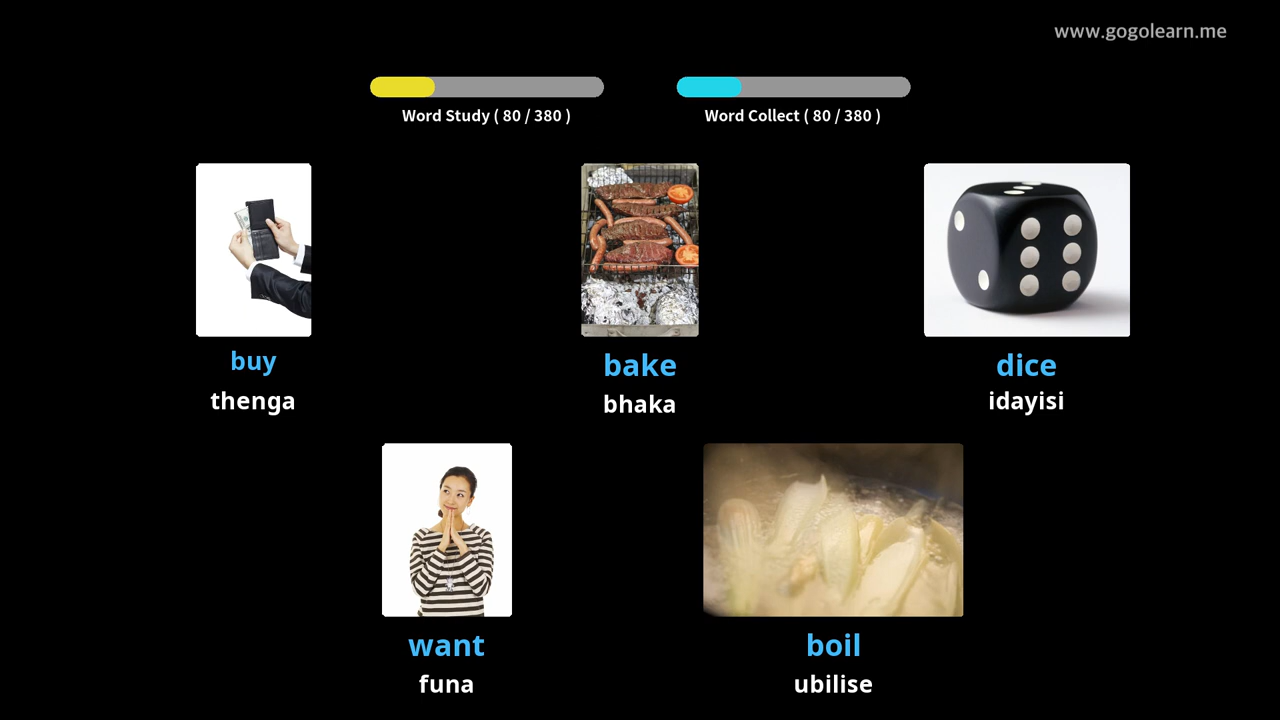 www.gogolearn.me
Word Study ( 80 / 380 )
Word Collect ( 80 / 380 )
buy
thenga
bake
bhaka
dice
idayisi
want
funa
boil
ubilise